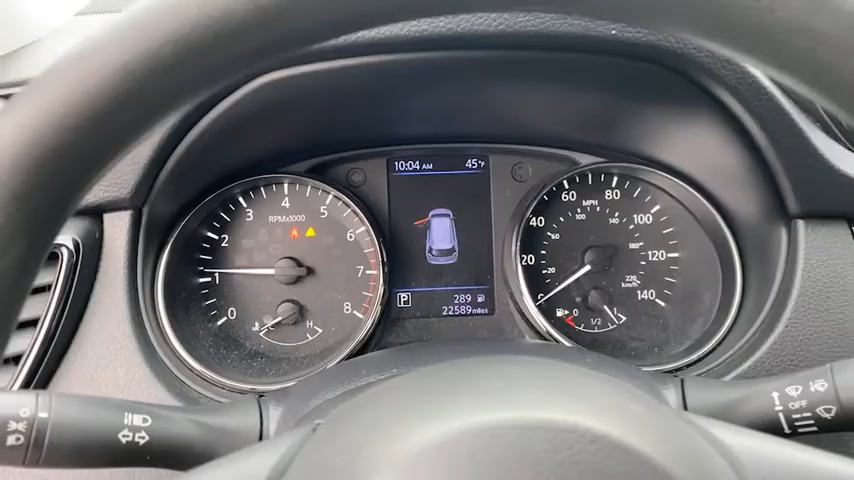 10:04 AM 45°F
RPMx1000
0 1 2 3 4 5 6 7 8
H
P
289
22589 miles
MPH
0 20 40 60 80 100 120 140
20 60 100 140 180 220
km/h
0 1/2
OFF